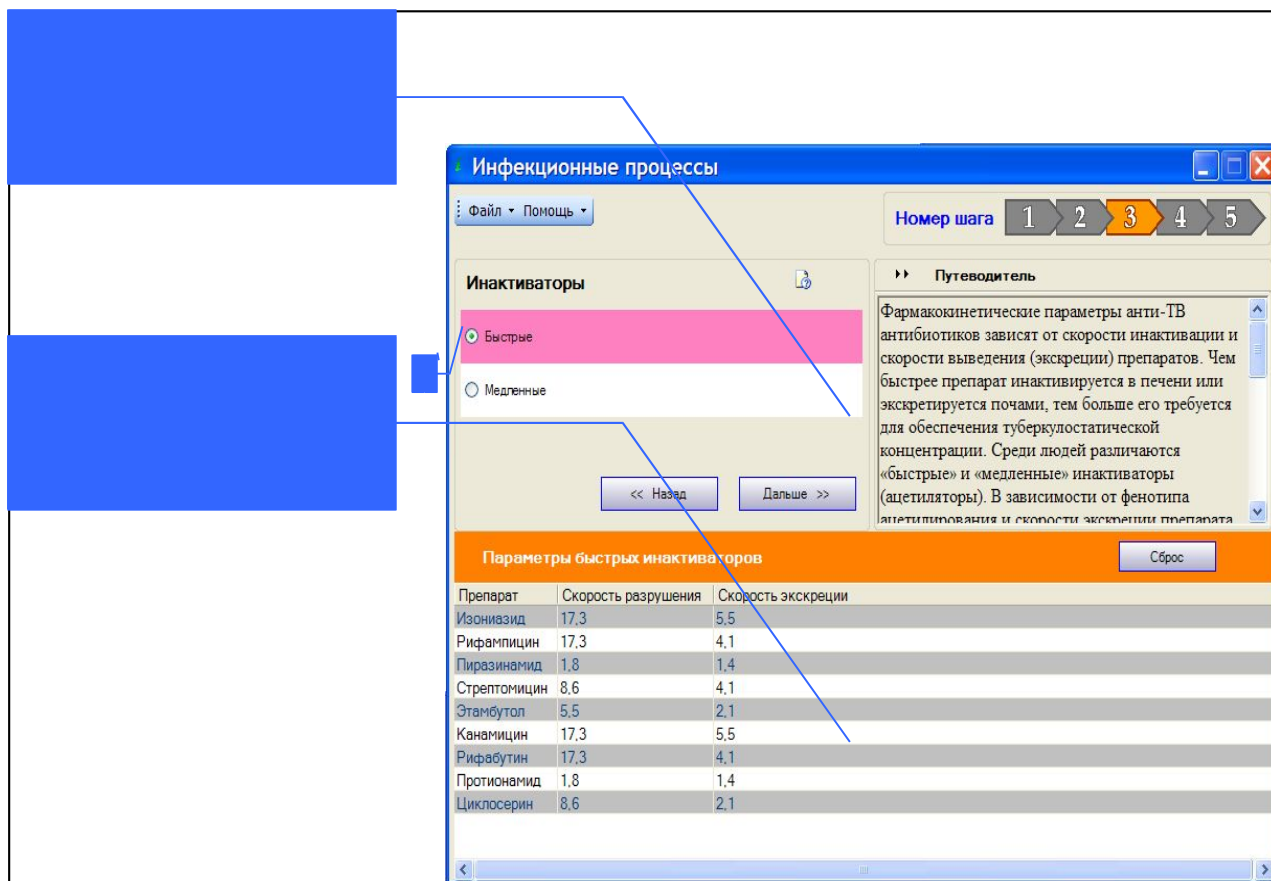 Инфекционные процессы
Файл Помощь
Номер шага 1 2 3 4 5
Инактиваторы
Быстрые
Медленные
<< Назад Дальше >>
Путеводитель
Фармакокинетические параметры анти-ТВ
антибиотиков зависят от скорости инактивации и
скорости выведения (экскреции) препаратов. Чем
быстрее препарат инактивируется в печени или
экскретируется почами, тем больше его требуется
для обеспечения туберкулостатической
концентрации. Среди людей различаются
«быстрые» и «медленные» инактиваторы
(ацетиляторы). В зависимости от фенотипа
ацетилирования и скорости экскреции препарата
Параметры быстрых инактиваторов Сброс
Препарат Скорость разрушения Скорость экскреции
Изониазид 17,3 5,5
Рифампицин 17,3 4,1
Пиразинамид 1,8 1,4
Стрептомицин 8,6 4,1
Этамбутол 5,5 2,1
Канамицин 17,3 5,5
Рифабутин 17,3 4,1
Протионамид 1,8 1,4
Циклосерин 8,6 2,1